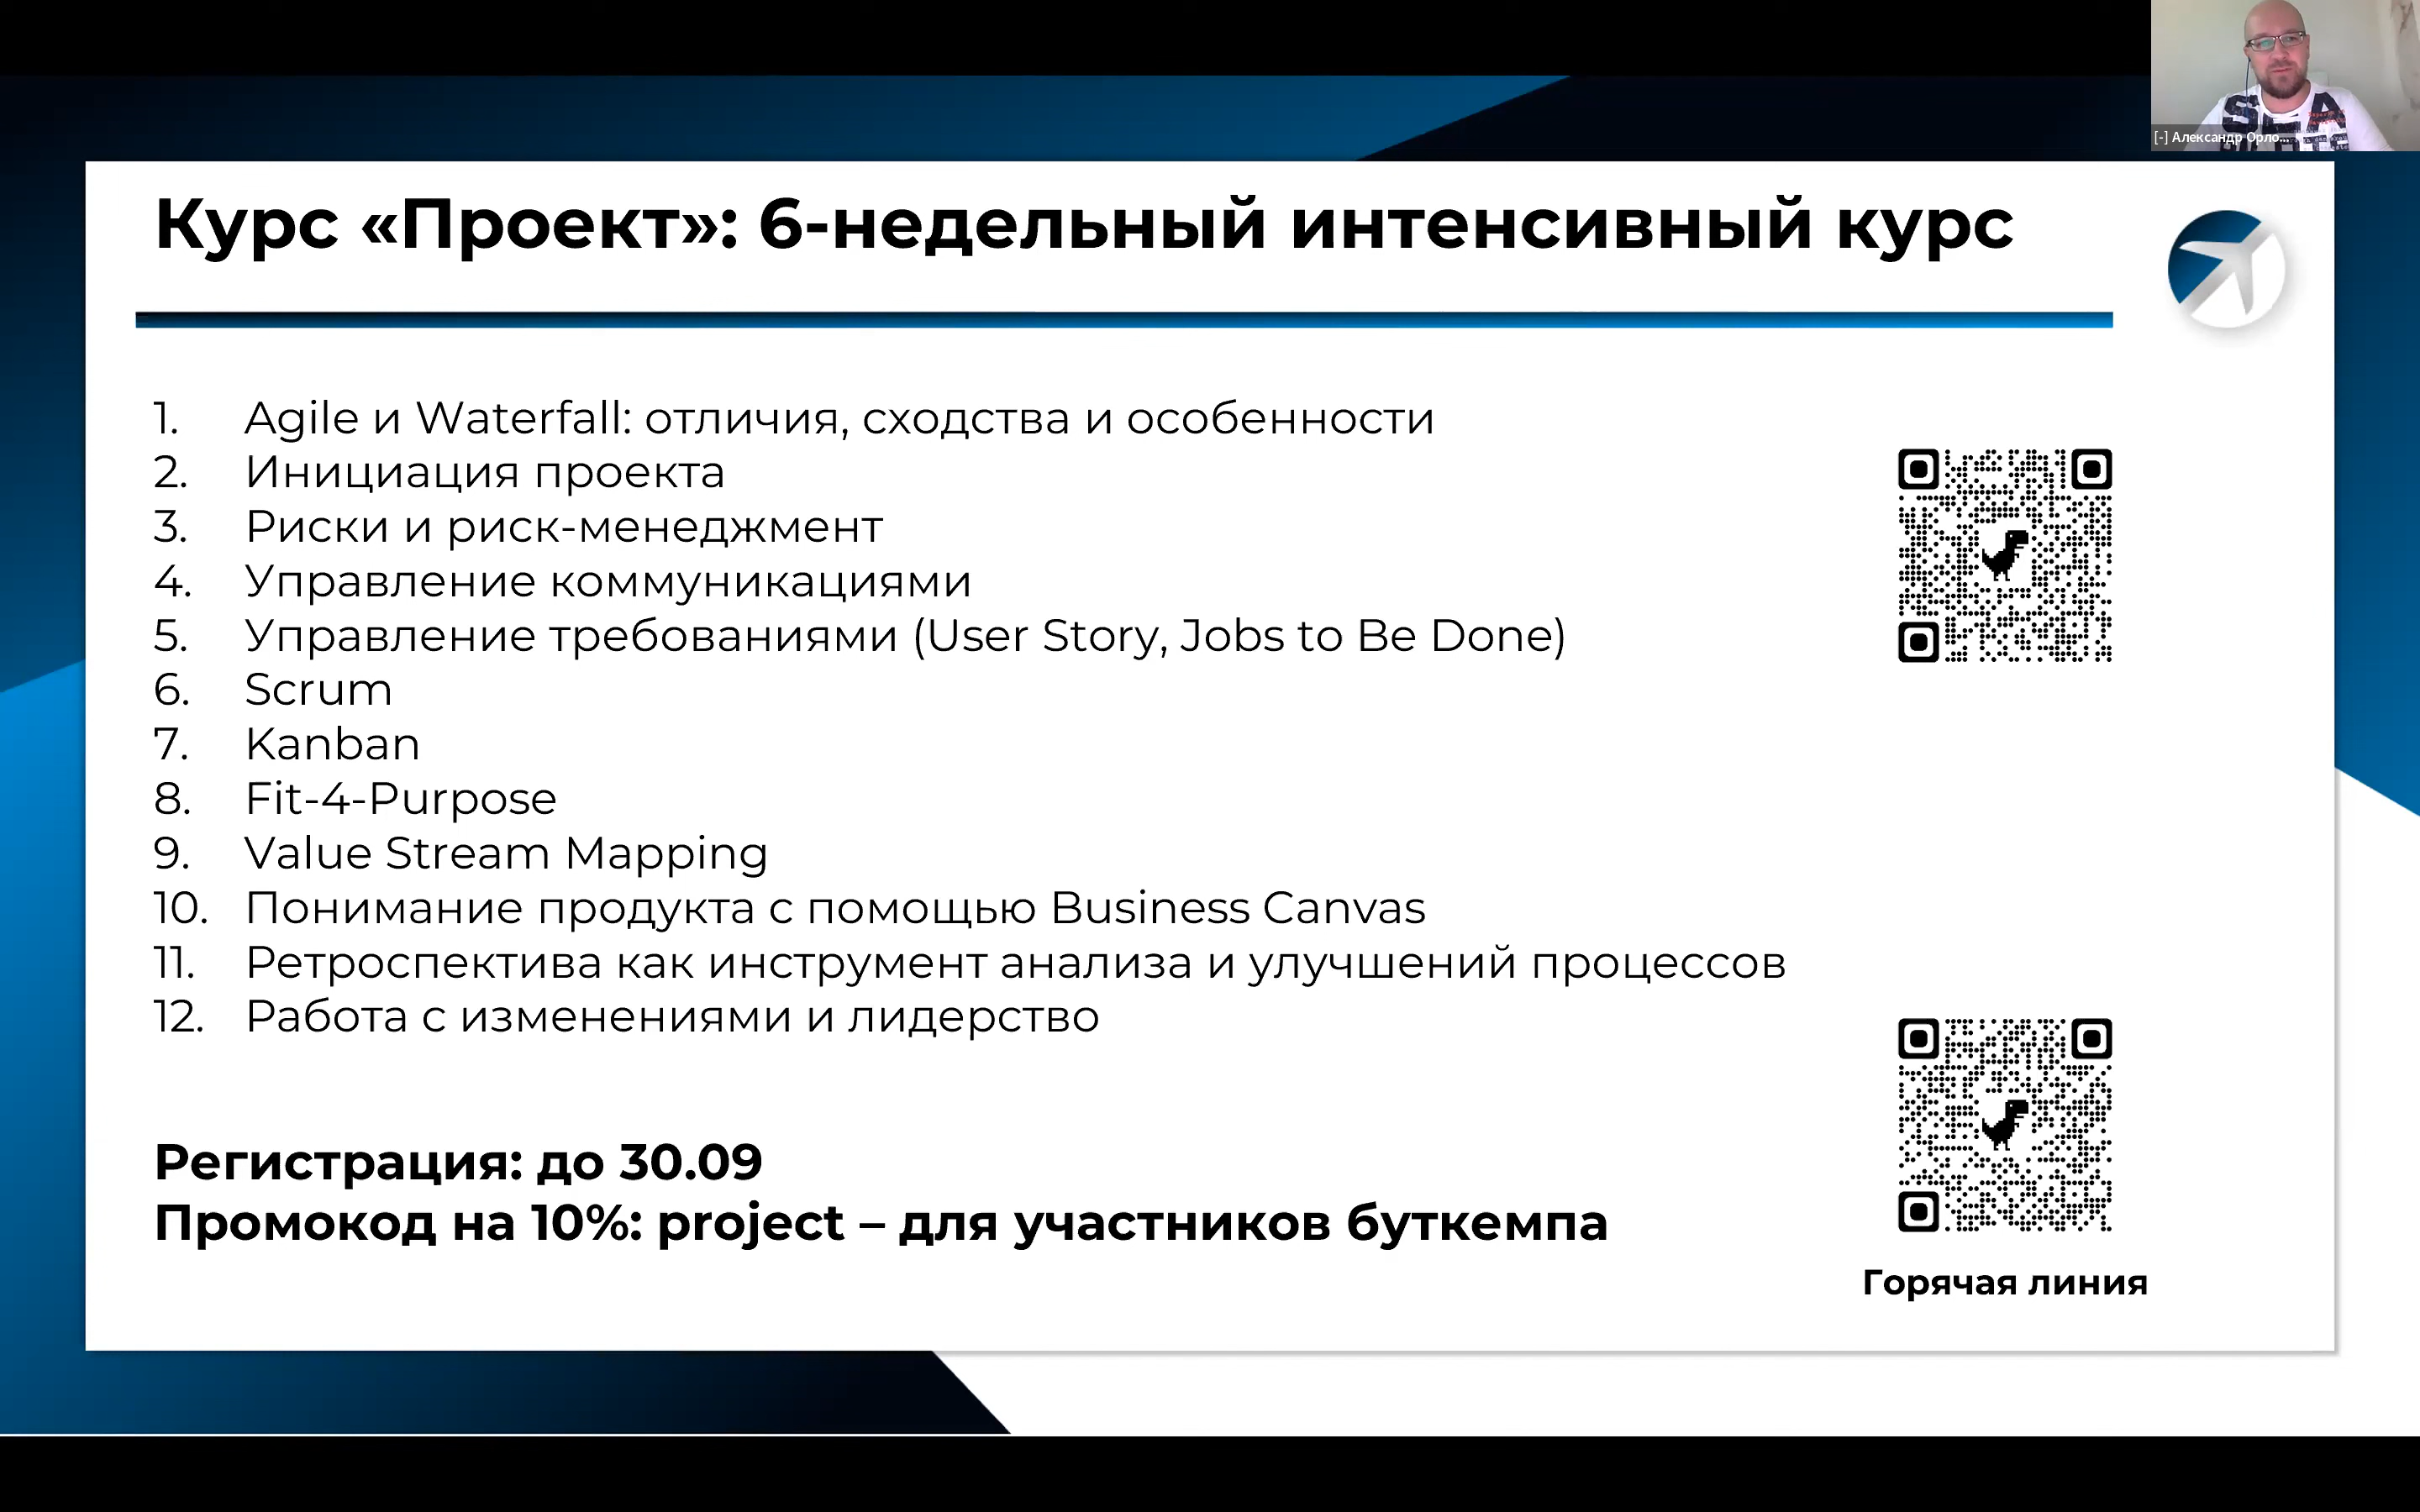 [-] Александр Орло...
Курс «Проект»: 6-недельный интенсивный курс
1. Agile и Waterfall: отличия, сходства и особенности
2. Инициация проекта
3. Риски и риск-менеджмент
4. Управление коммуникациями
5. Управление требованиями (User Story, Jobs to Be Done)
6. Scrum
7. Kanban
8. Fit-4-Purpose
9. Value Stream Mapping
10. Понимание продукта с помощью Business Canvas
11. Ретроспектива как инструмент анализа и улучшений процессов
12. Работа с изменениями и лидерство
Регистрация: до 30.09
Промокод на 10%: project – для участников буткемпа
Горячая линия